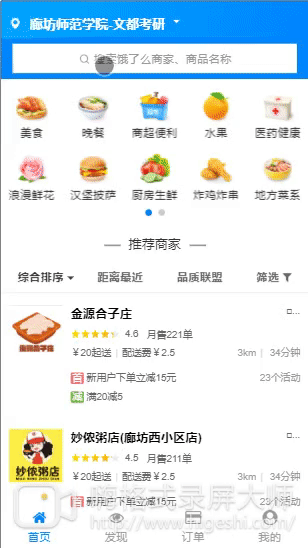 廊坊师范学院-文都考研
搜索饿了么商家、商品名称
美食 晚餐 商超便利 水果 医药健康
浪漫鲜花 汉堡披萨 厨房生鲜 炸鸡炸串 地方菜系
推荐商家
综合排序 距离最近 品质联盟 筛选
金源合子庄
4.6 月售221单
¥20起送 | 配送费¥2.5 3km | 34分钟
首 新用户下单立减15元 23个活动
减 满20减5
妙侬粥店
妙侬粥店(廊坊西小区店)
4.5 月售211单
¥20起送 | 配送费¥2.5 3km | 34分钟
首 新用户下单立减15元 23个活动
嗨格式录屏大师
http://www.higeshi.com/
首页 发现 订单 我的